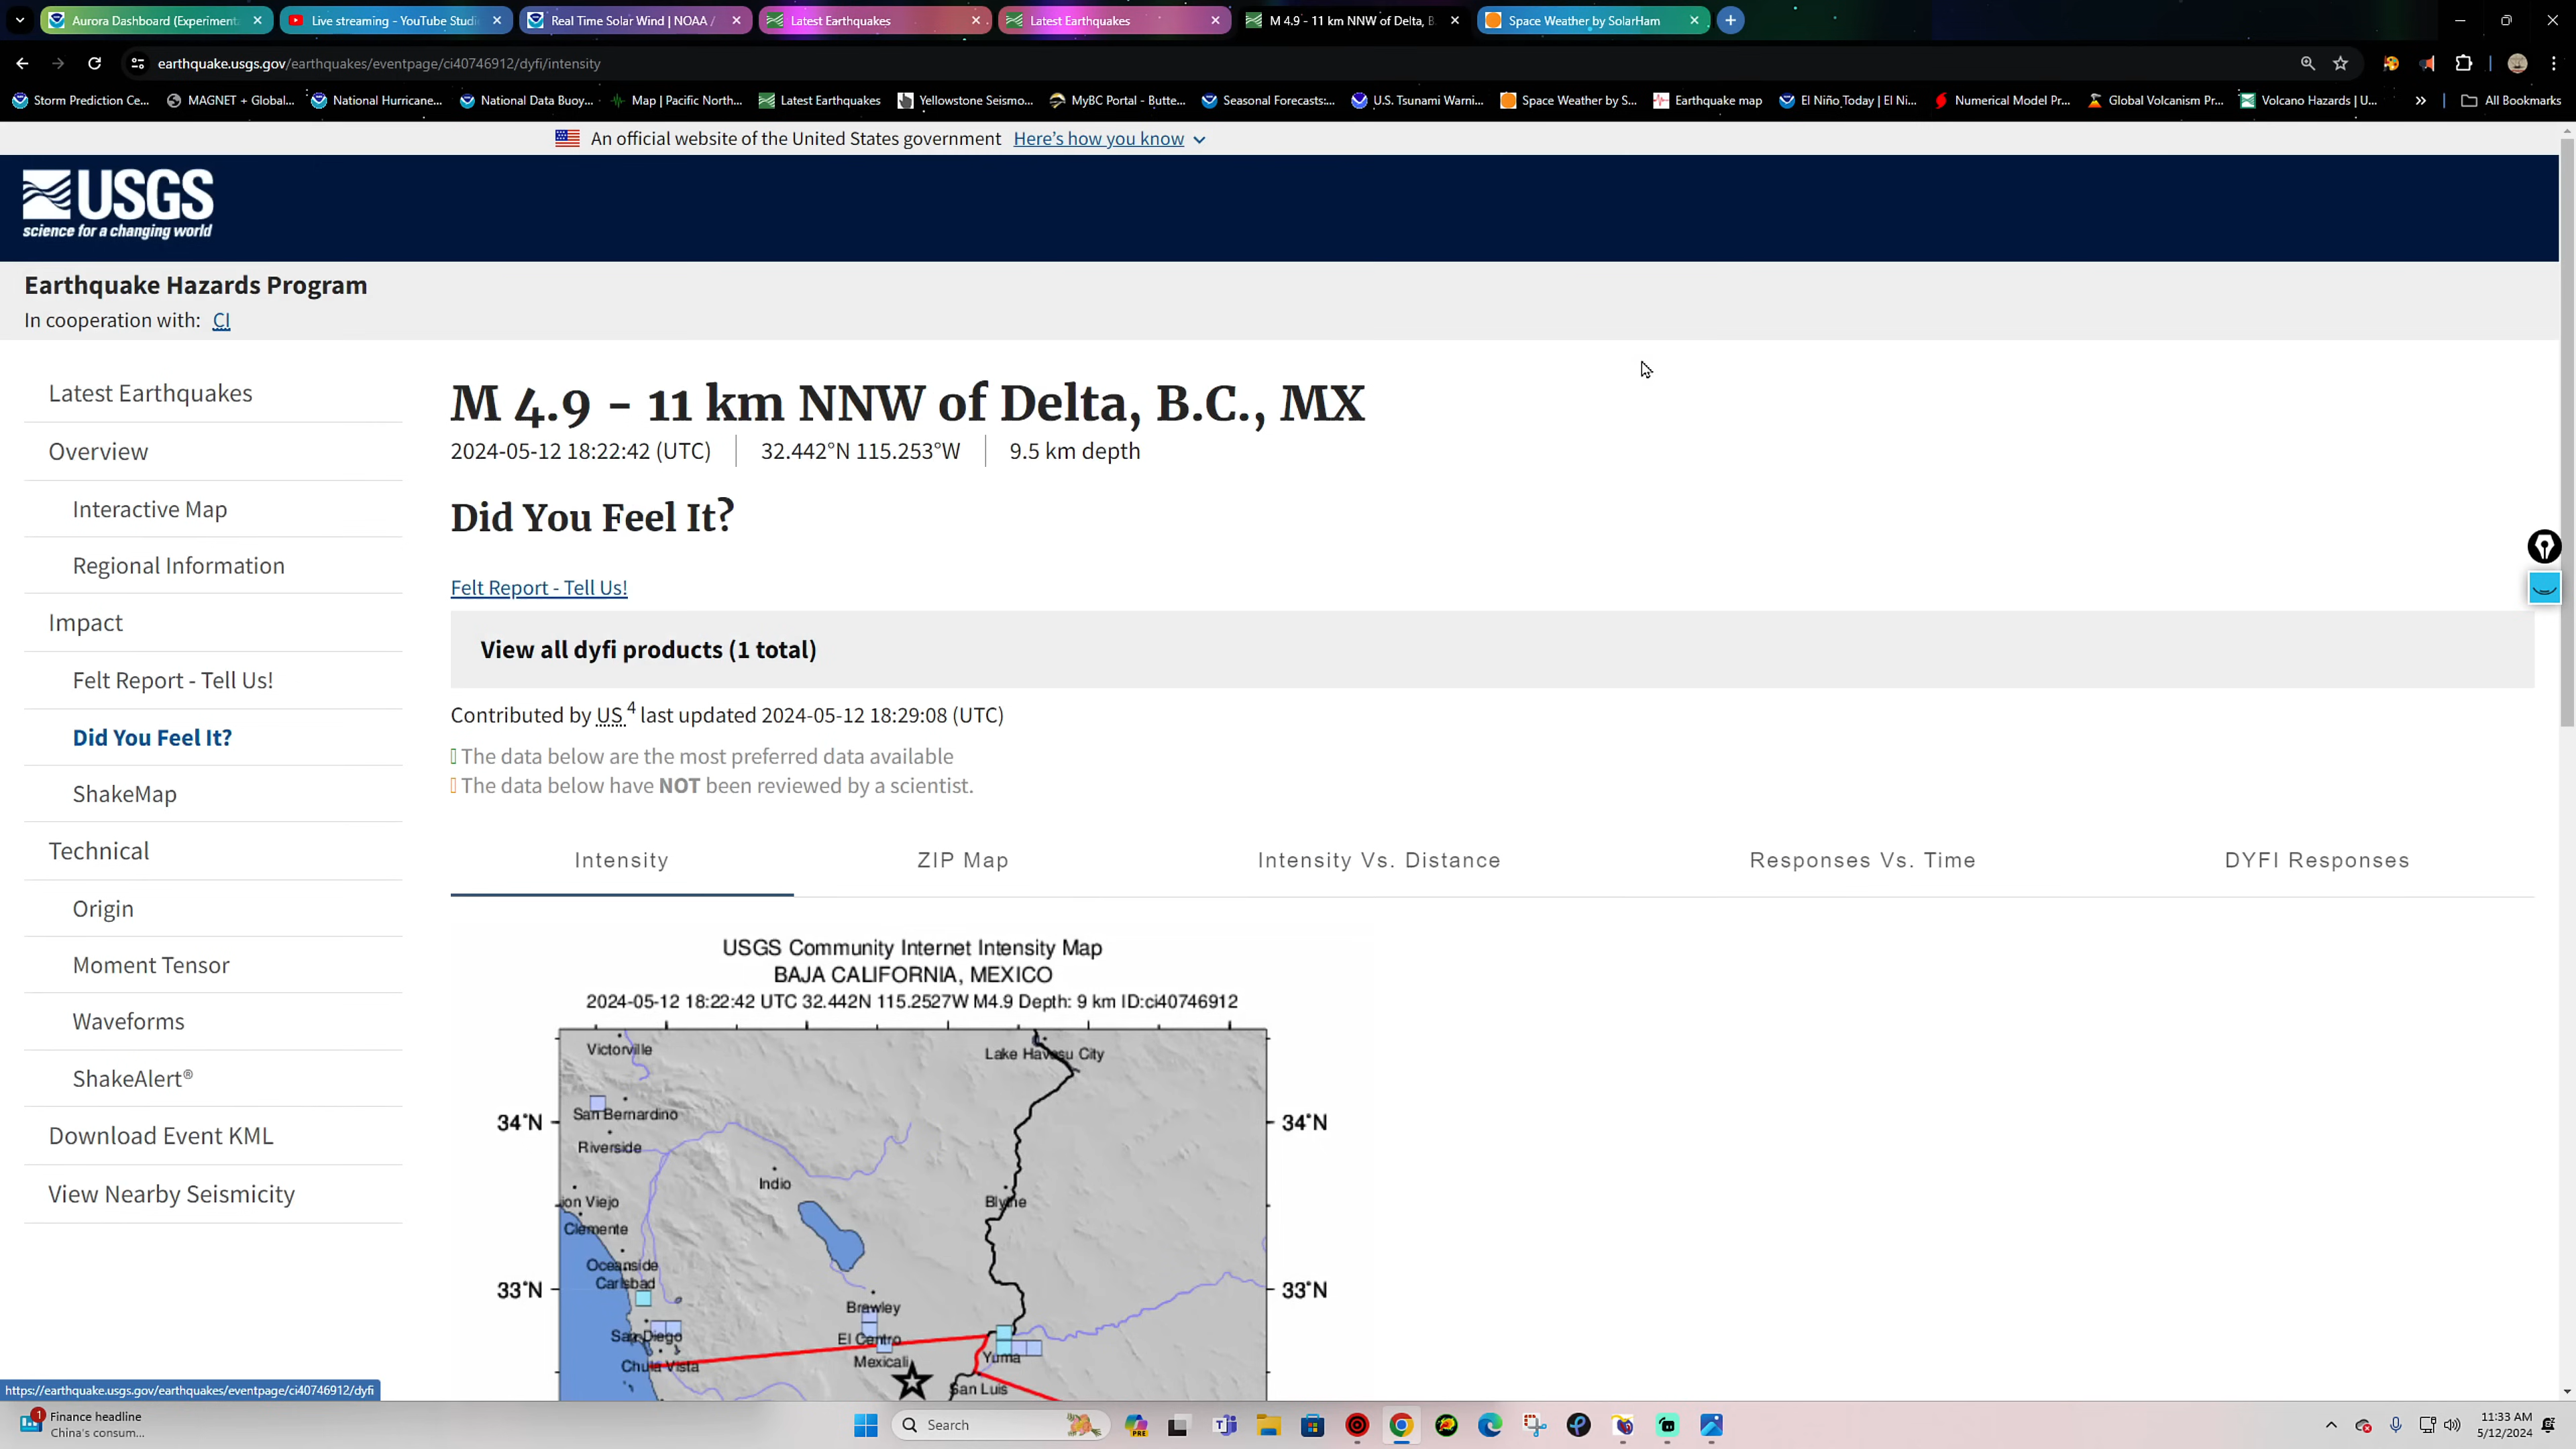 Aurora Dashboard (Experiment
Live streaming - YouTube Studi
Real Time Solar Wind | NOAA /
Latest Earthquakes
Latest Earthquakes
M 4.9 - 11 km NNW of Delta, B.
Space Weather by SolarHam
earthquake.usgs.gov/earthquakes/eventpage/ci40746912/dyfi/intensity
Storm Prediction Ce...
MAGNET + Global...
National Hurricane...
National Data Buoy...
Map | Pacific North...
Latest Earthquakes
Yellowstone Seismo...
MyBC Portal - Butte...
Seasonal Forecasts:...
U.S. Tsunami Warni...
Space Weather by S...
Earthquake map
El Niño Today | El Ni...
Numerical Model Pr...
Global Volcanism Pr...
Volcano Hazards | U...
All Bookmarks
An official website of the United States government Here's how you know
USGS
science for a changing world
Earthquake Hazards Program
In cooperation with: CI
Latest Earthquakes
Overview
Interactive Map
Regional Information
Impact
Felt Report - Tell Us!
Did You Feel It?
ShakeMap
Technical
Origin
Moment Tensor
Waveforms
ShakeAlert®
Download Event KML
View Nearby Seismicity
M 4.9 - 11 km NNW of Delta, B.C., MX
2024-05-12 18:22:42 (UTC) 32.442°N 115.253°W 9.5 km depth
Did You Feel It?
Felt Report - Tell Us!
View all dyfi products (1 total)
Contributed by US 4 last updated 2024-05-12 18:29:08 (UTC)
The data below are the most preferred data available
The data below have NOT been reviewed by a scientist.
Intensity
ZIP Map
Intensity Vs. Distance
Responses Vs. Time
DYFI Responses
USGS Community Internet Intensity Map
BAJA CALIFORNIA, MEXICO
2024-05-12 18:22:42 UTC 32.442N 115.2527W M4.9 Depth: 9 km ID:ci40746912
Victorville
Lake Havasu City
San Bernardino
34°N
34°N
Riverside
Indio
ion Viejo
Blythe
Clemente
Oceanside
Carlsbad
33°N
33°N
Brawley
San Diego
El Centro
Mexicali
Yuma
Chula Vista
San Luis
https://earthquake.usgs.gov/earthquakes/eventpage/ci40746912/dyfi
1
Finance headline
China's consum...
Search
PRE
11:33 AM
5/12/2024